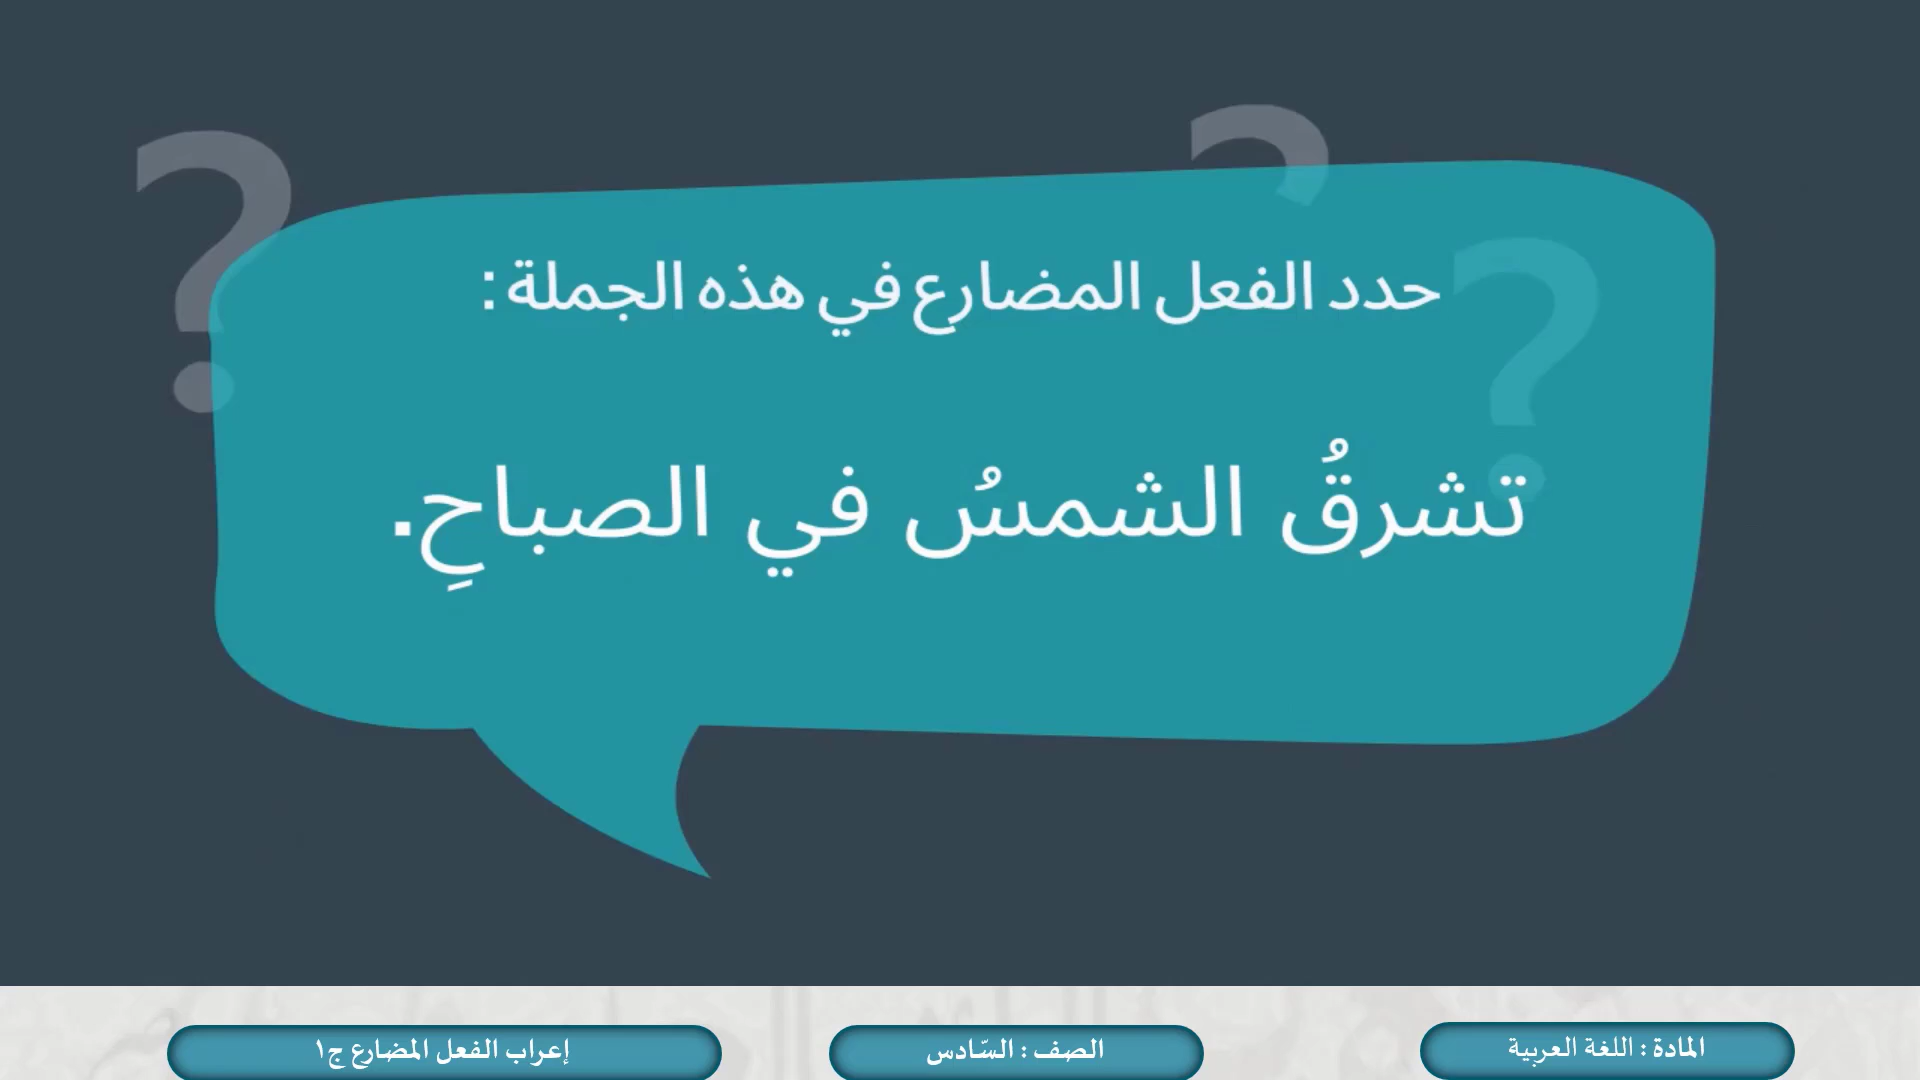 حدد الفعل المضارع في هذه الجملة :
تشرقُ الشمسُ في الصباحِ.
المادة : اللغة العربية
الصف : السّادس
إعراب الفعل المضارع ج١